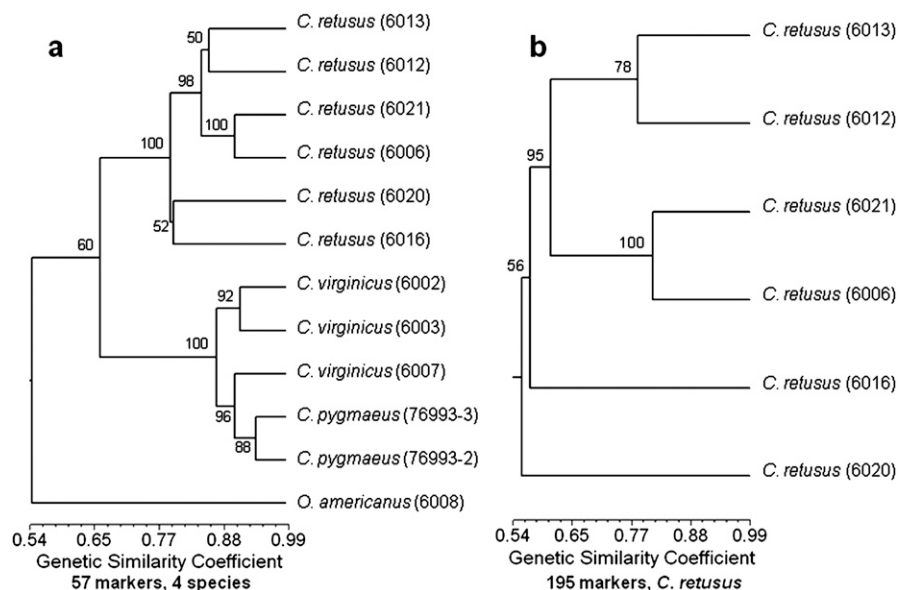 a
C. retusus (6013)
50
C. retusus (6012)
98
C. retusus (6021)
100
C. retusus (6006)
100
C. retusus (6020)
52
C. retusus (6016)
60
C. virginicus (6002)
92
C. virginicus (6003)
100
C. virginicus (6007)
96
C. pygmaeus (76993-3)
88
C. pygmaeus (76993-2)
O. americanus (6008)
0.54 0.65 0.77 0.88 0.99
Genetic Similarity Coefficient
57 markers, 4 species
b
C. retusus (6013)
78
C. retusus (6012)
95
C. retusus (6021)
100
56
C. retusus (6006)
C. retusus (6016)
C. retusus (6020)
0.54 0.65 0.77 0.88 0.99
Genetic Similarity Coefficient
195 markers, C. retusus